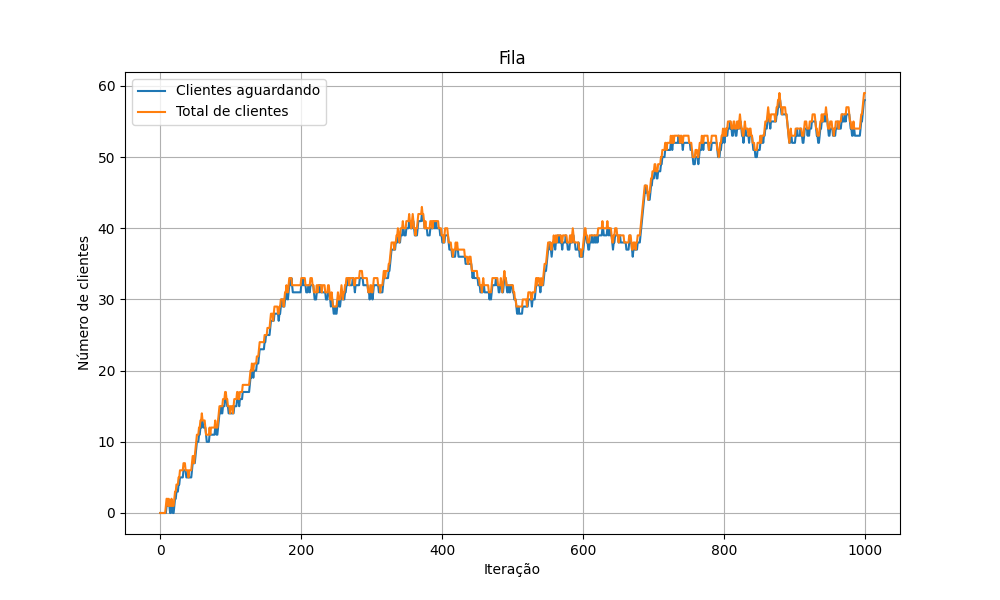 Fila
Clientes aguardando
Total de clientes
Número de clientes
60
50
40
30
20
10
0
0 200 400 600 800 1000
Iteração